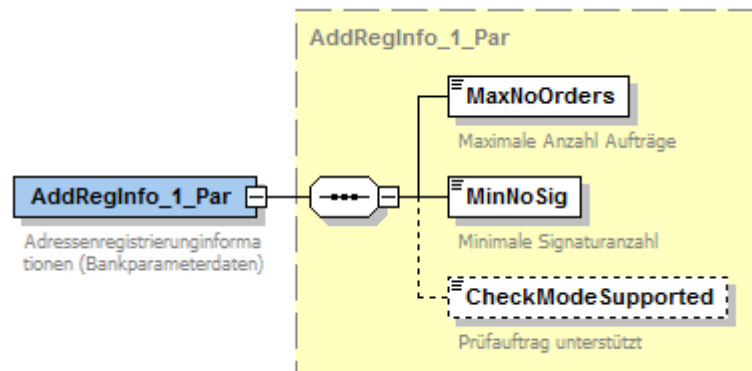 AddRegInfo_1_Par
MaxNoOrders
Maximale Anzahl Aufträge
AddRegInfo_1_Par
Adressenregistrierunginforma
tionen (Bankparameterdaten)
MinNoSig
Minimale Signaturanzahl
CheckModeSupported
Prüfauftrag unterstützt